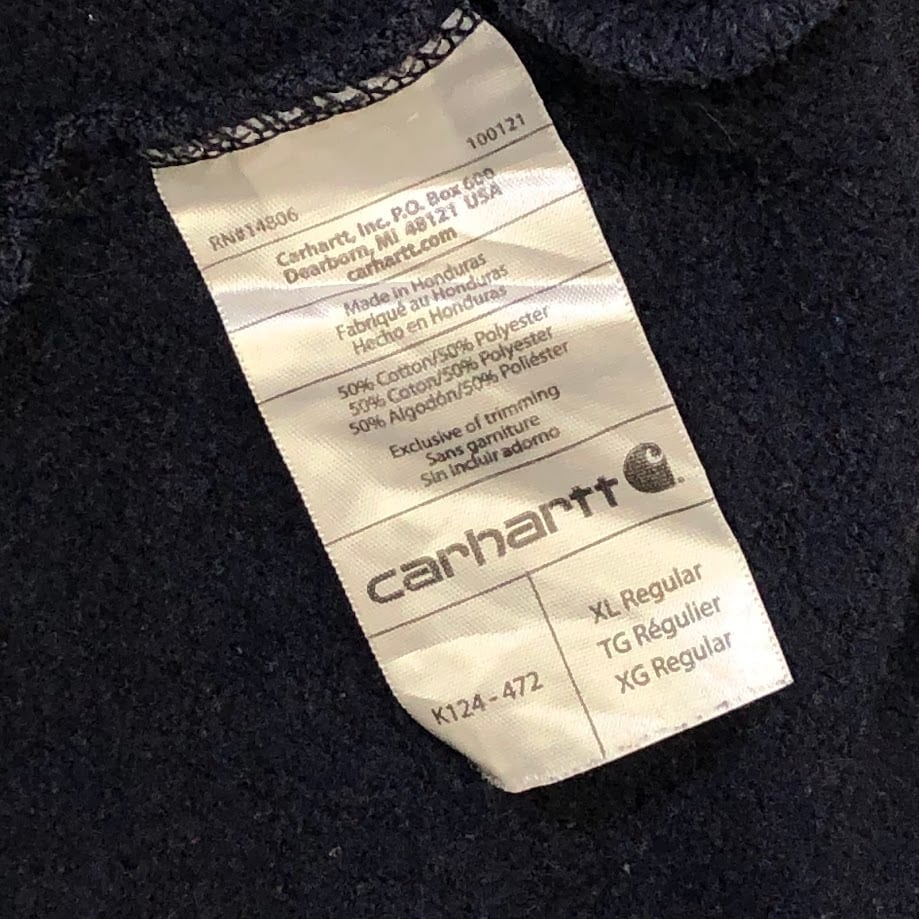 RN#14806 100121
Carhartt, Inc. P.O. Box 600
Dearborn, Mi 48121 USA
carhartt.com
Made in Honduras
Fabriqué au Honduras
Hecho en Honduras
50% Cotton/50% Polyester
50% Coton/50% Polyester
50% Algodón/50% Poliéster
Exclusive of trimming
Sans garniture
Sin incluir adorno
carhartt
K124-472
XL Regular
TG Régulier
XG Regular